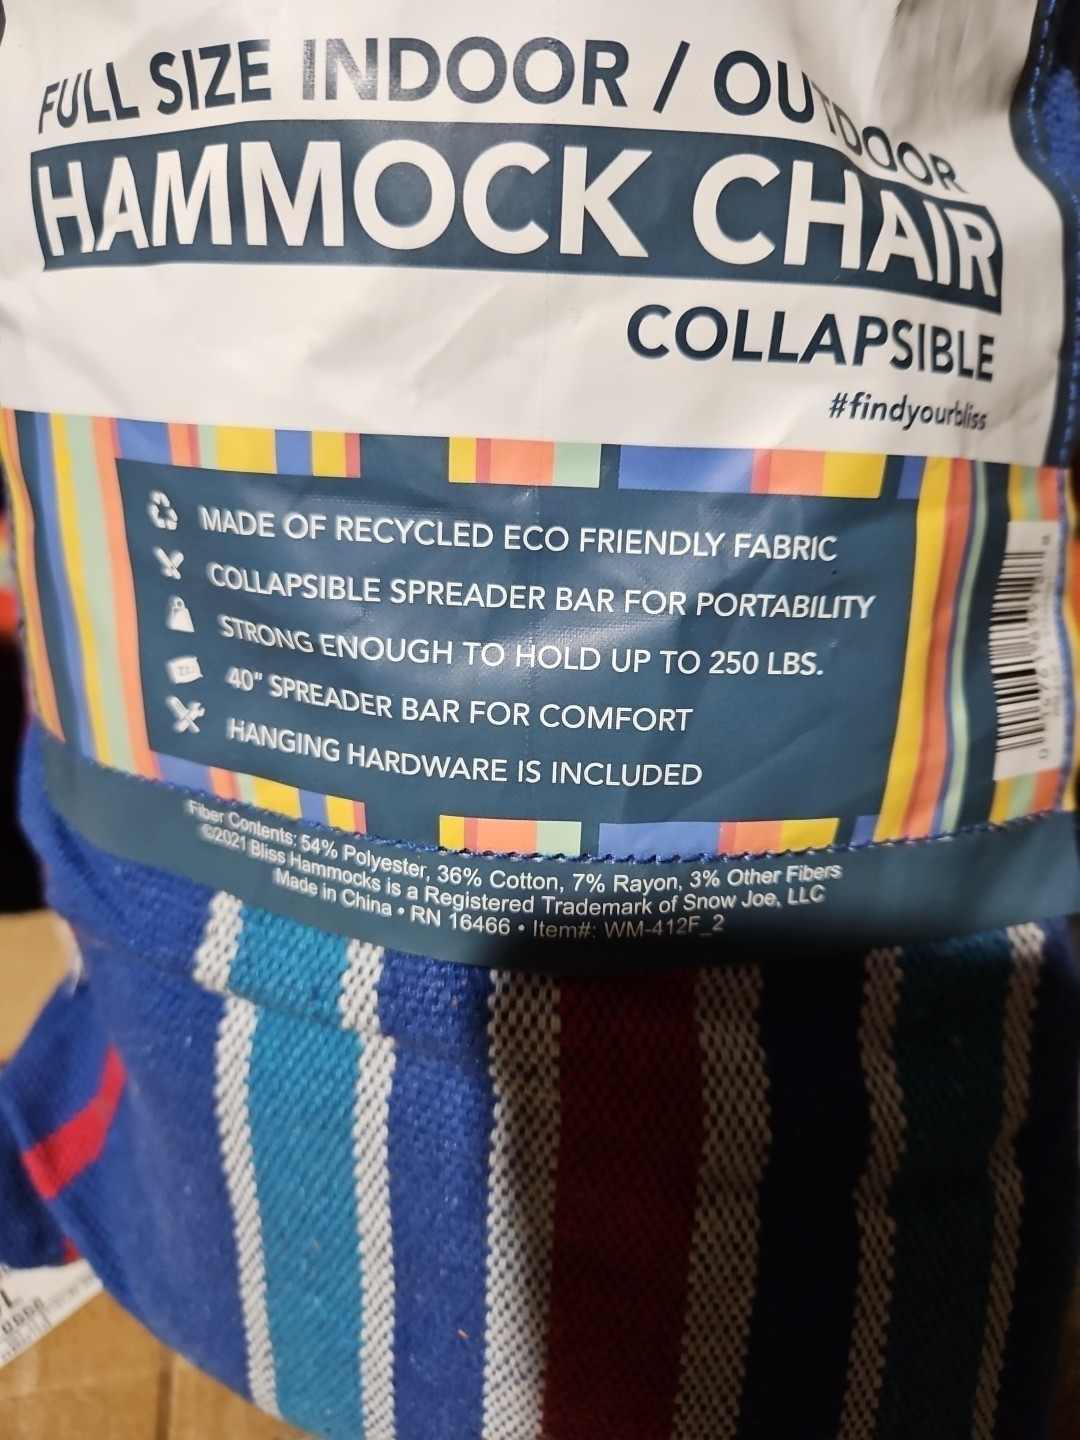 FULL SIZE INDOOR / OUTDOOR
HAMMOCK CHAIR
COLLAPSIBLE
#findyourbliss
MADE OF RECYCLED ECO FRIENDLY FABRIC
COLLAPSIBLE SPREADER BAR FOR PORTABILITY
STRONG ENOUGH TO HOLD UP TO 250 LBS.
40" SPREADER BAR FOR COMFORT
HANGING HARDWARE IS INCLUDED
Fiber Contents: 54% Polyester, 36% Cotton, 7% Rayon, 3% Other Fibers
©2021 Bliss Hammocks is a Registered Trademark of Snow Joe, LLC
Made in China • RN 16466 • Item#: WM-412F_2